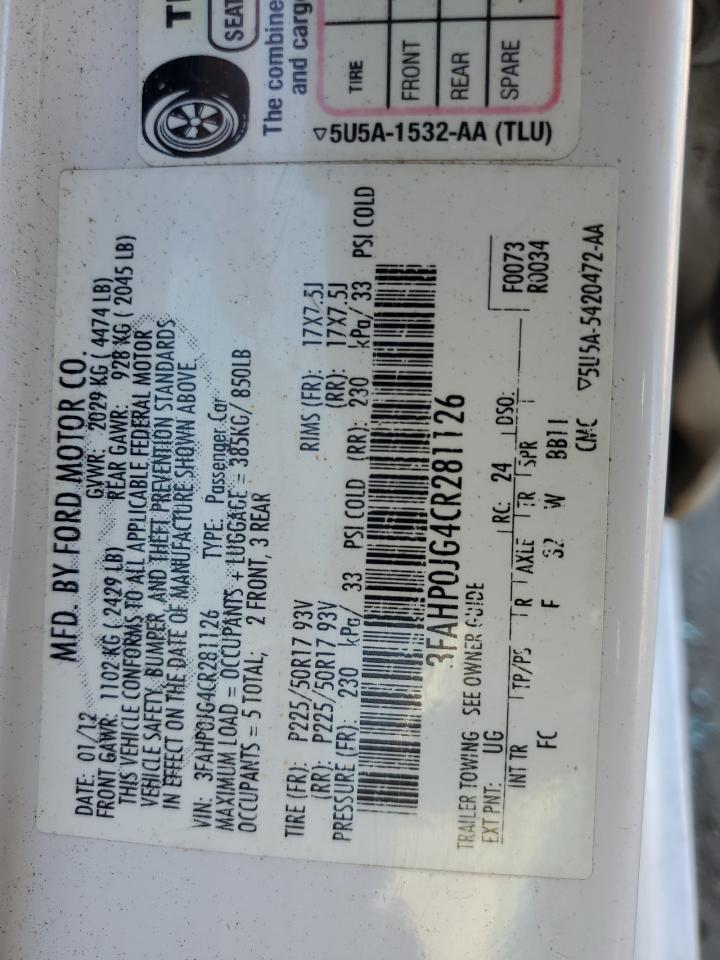 SEAT
The combine
and cargo
TIRE
FRONT
REAR
SPARE
▽5U5A-1532-AA (TLU)
MFD. BY FORD MOTOR CO.
DATE: 01/12 GVWR: 2029 KG ( 4474 LB)
FRONT GAWR: 1102 KG ( 2429 LB) REAR GAWR: 928 KG ( 2045 LB)
THIS VEHICLE CONFORMS TO ALL APPLICABLE FEDERAL MOTOR
VEHICLE SAFETY, BUMPER, AND THEFT PREVENTION STANDARDS
IN EFFECT ON THE DATE OF MANUFACTURE SHOWN ABOVE
VIN: 3FAHP0JG4CR281126 TYPE: Passenger Car
MAXIMUM LOAD = OCCUPANTS + LUGGAGE = 385KG/ 850LB
OCCUPANTS = 5 TOTAL; 2 FRONT, 3 REAR
TIRE (FR): P225/50R17 93V RIMS (FR): 17X7.5J
(RR): P225/50R17 93V (RR): 17X7.5J
PRESSURE (FR): 230 kPa/ 33 PSI COLD (RR): 230 kPa/ 33 PSI COLD
3FAHP0JG4CR281126
TRAILER TOWING SEE OWNER GUIDE
EXT PNT: UG RC: 24 DSO: F0073
INT TR TP/PS R AXLE TR SPR R0034
FC F 32 W BB11
CMC ▽5U5A-5420472-AA